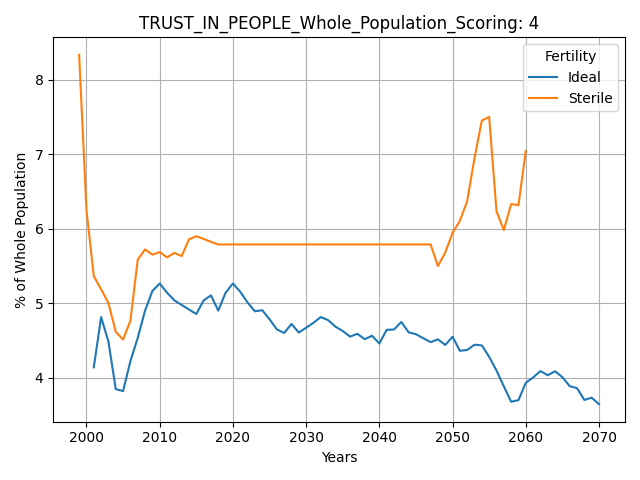 TRUST_IN_PEOPLE_Whole_Population_Scoring: 4
Fertility
Ideal
Sterile
% of Whole Population
8
7
6
5
4
2000 2010 2020 2030 2040 2050 2060 2070
Years